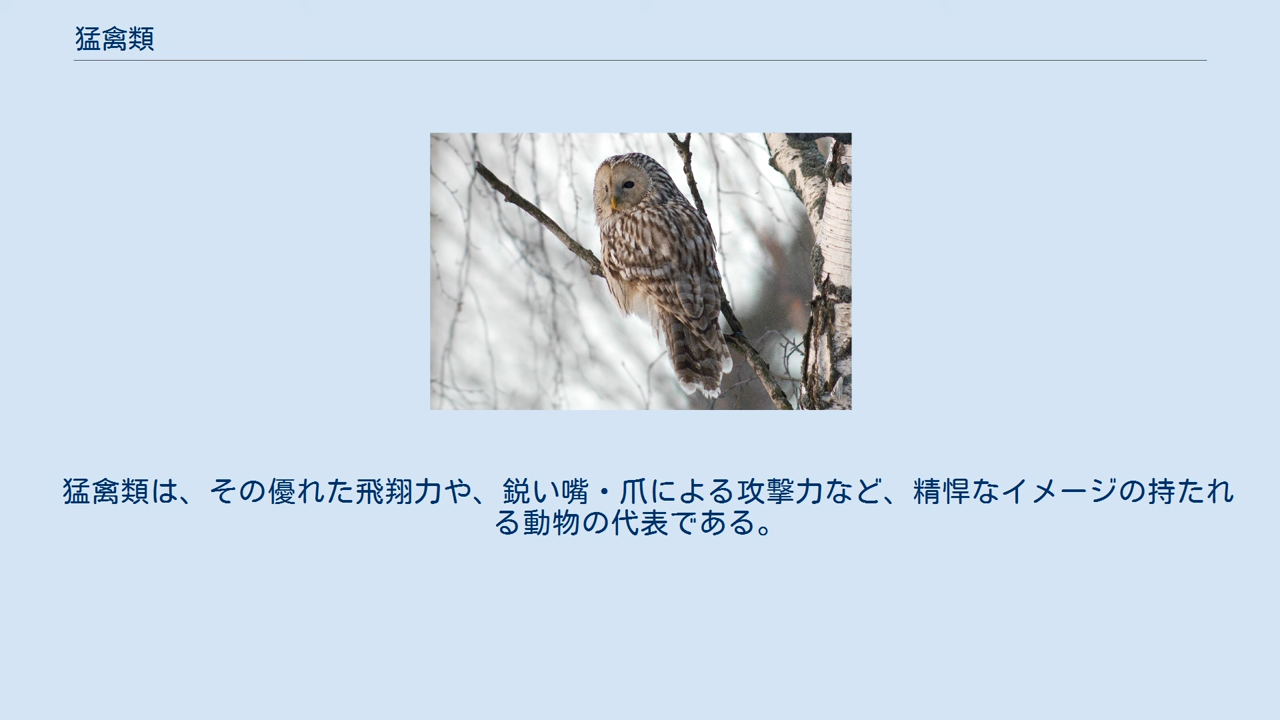 猛禽類
猛禽類は、その優れた飛翔力や、鋭い嘴・爪による攻撃力など、精悍なイメージの持たれ
る動物の代表である。